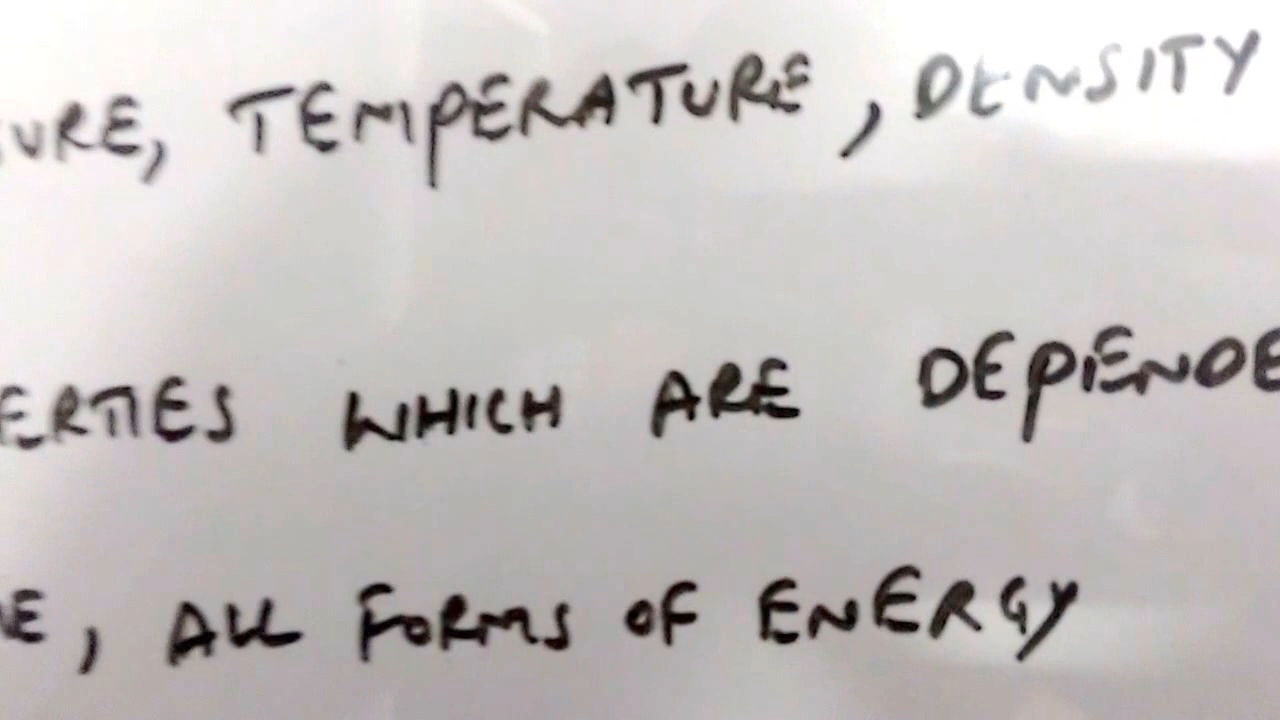 URE, TEMPERATURE, DENSITY
ERTIES WHICH ARE DEPENDE
E, ALL FORMS OF ENERGY